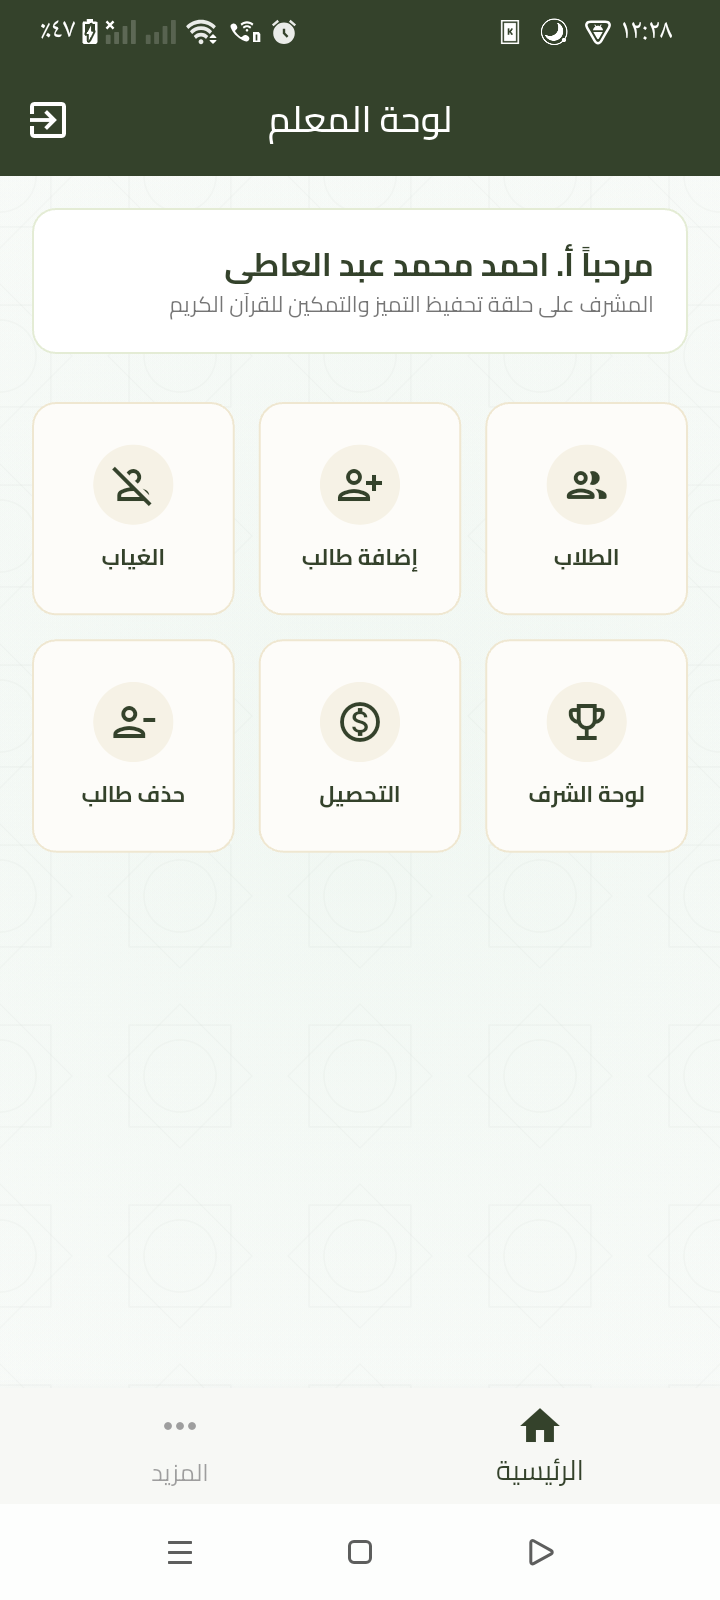 ٪٤٧ ١٢:٢٨
لوحة المعلم
مرحباً أ. احمد محمد عبد العاطى
المشرف على حلقة تحفيظ التميز والتمكين للقرآن الكريم
الطلاب إضافة طالب الغياب
لوحة الشرف التحصيل حذف طالب
الرئيسية المزيد